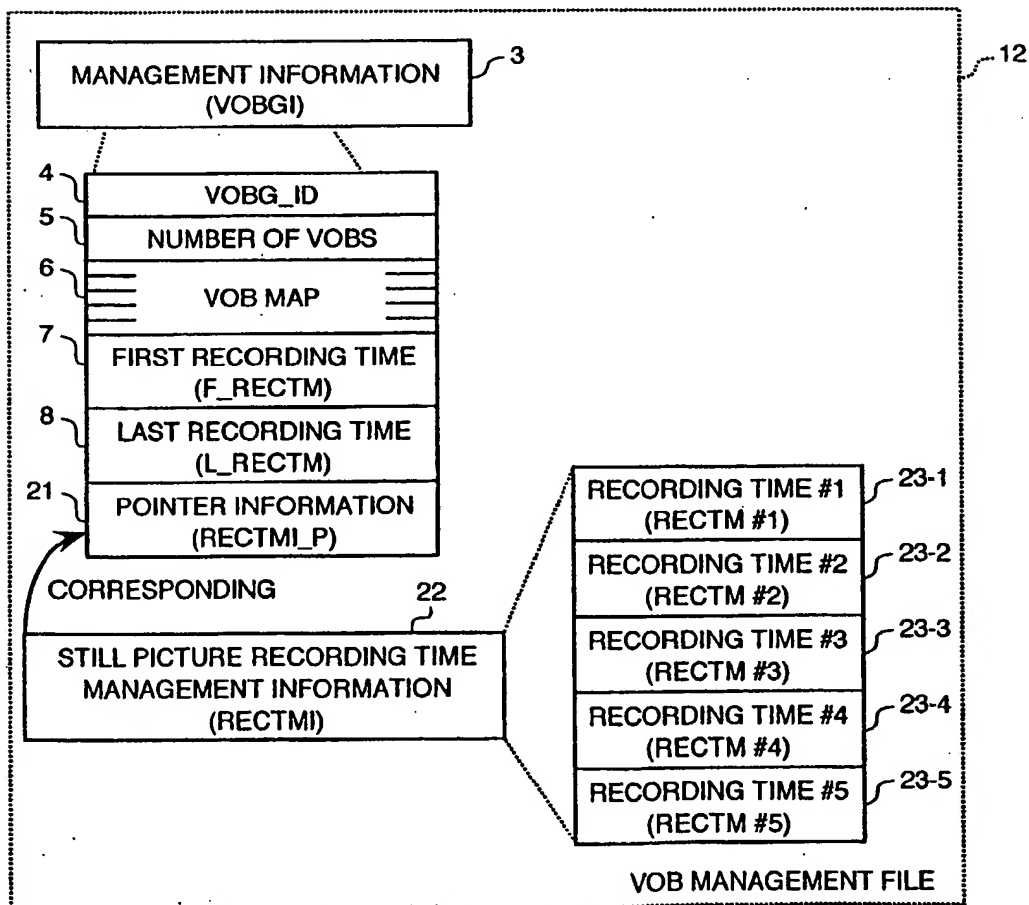 MANAGEMENT INFORMATION
(VOBGI)
3
12
4
VOBG_ID
5
NUMBER OF VOBS
6
VOB MAP
7
FIRST RECORDING TIME
(F_RECTM)
8
LAST RECORDING TIME
(L_RECTM)
21
POINTER INFORMATION
(RECTMI_P)
CORRESPONDING
22
STILL PICTURE RECORDING TIME
MANAGEMENT INFORMATION
(RECTMI)
RECORDING TIME #1
(RECTM #1)
23-1
RECORDING TIME #2
(RECTM #2)
23-2
RECORDING TIME #3
(RECTM #3)
23-3
RECORDING TIME #4
(RECTM #4)
23-4
RECORDING TIME #5
(RECTM #5)
23-5
VOB MANAGEMENT FILE